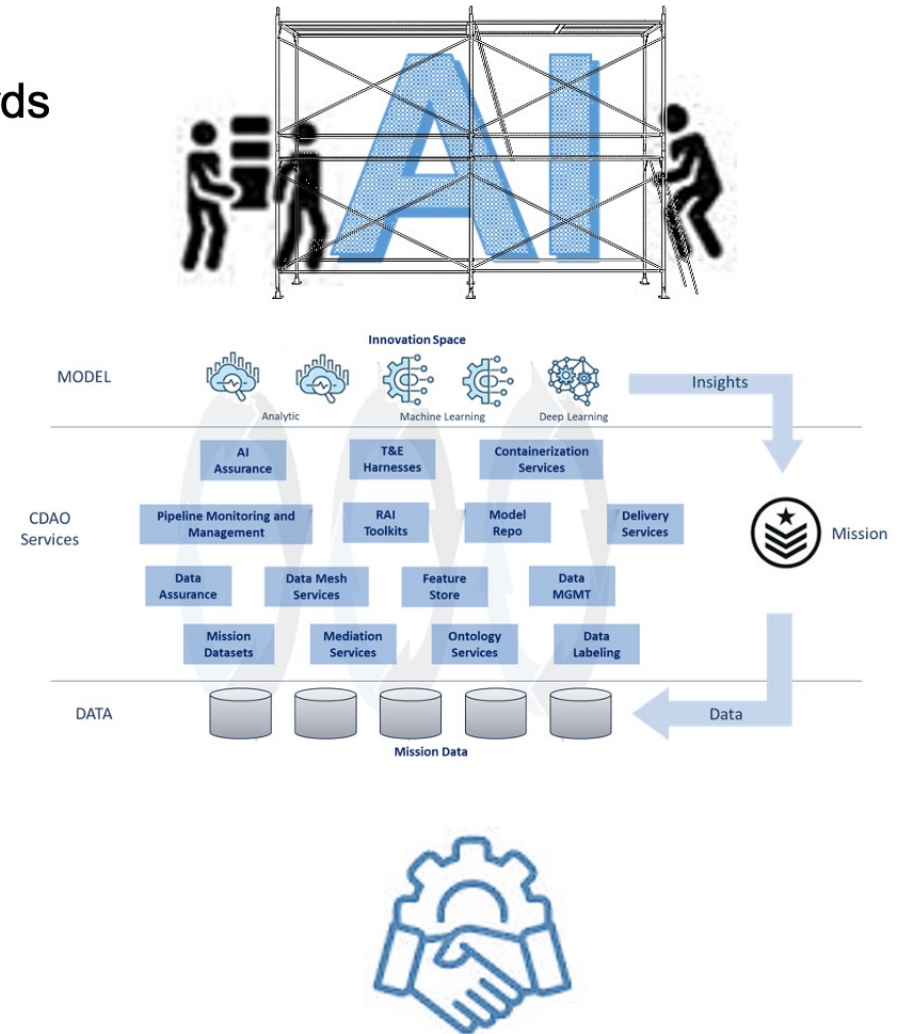 rds
AI
Innovation Space
MODEL
Insights
Analytic
Machine Learning
Deep Learning
AI
Assurance
T&E
Harnesses
Containerization
Services
CDAO
Services
Pipeline Monitoring and
Management
RAI
Toolkits
Model
Repo
Delivery
Services
Mission
Data
Assurance
Data Mesh
Services
Feature
Store
Data
MGMT
Mission
Datasets
Mediation
Services
Ontology
Services
Data
Labeling
DATA
Data
Mission Data